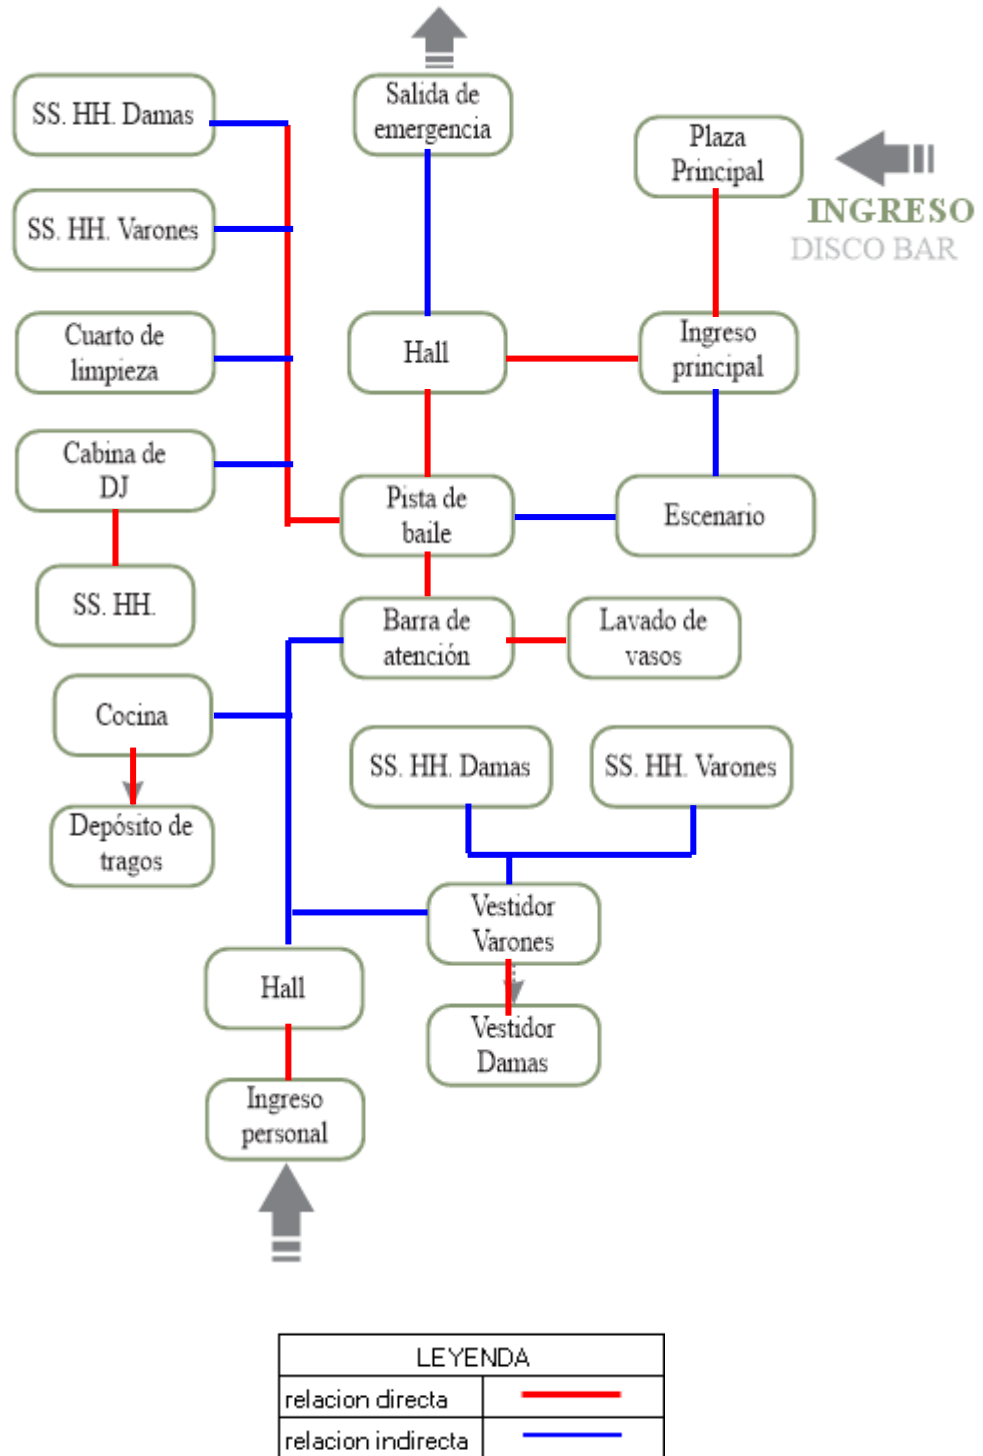 Salida de
emergencia
SS. HH. Damas
Plaza
Principal
INGRESO
DISCO BAR
SS. HH. Varones
Cuarto de
limpieza
Hall
Ingreso
principal
Cabina de
DJ
Pista de
baile
Escenario
SS. HH.
Barra de
atención
Lavado de
vasos
Cocina
SS. HH. Damas
SS. HH. Varones
Depósito de
tragos
Vestidor
Varones
Hall
Vestidor
Damas
Ingreso
personal
LEYENDA
relacion directa
relacion indirecta